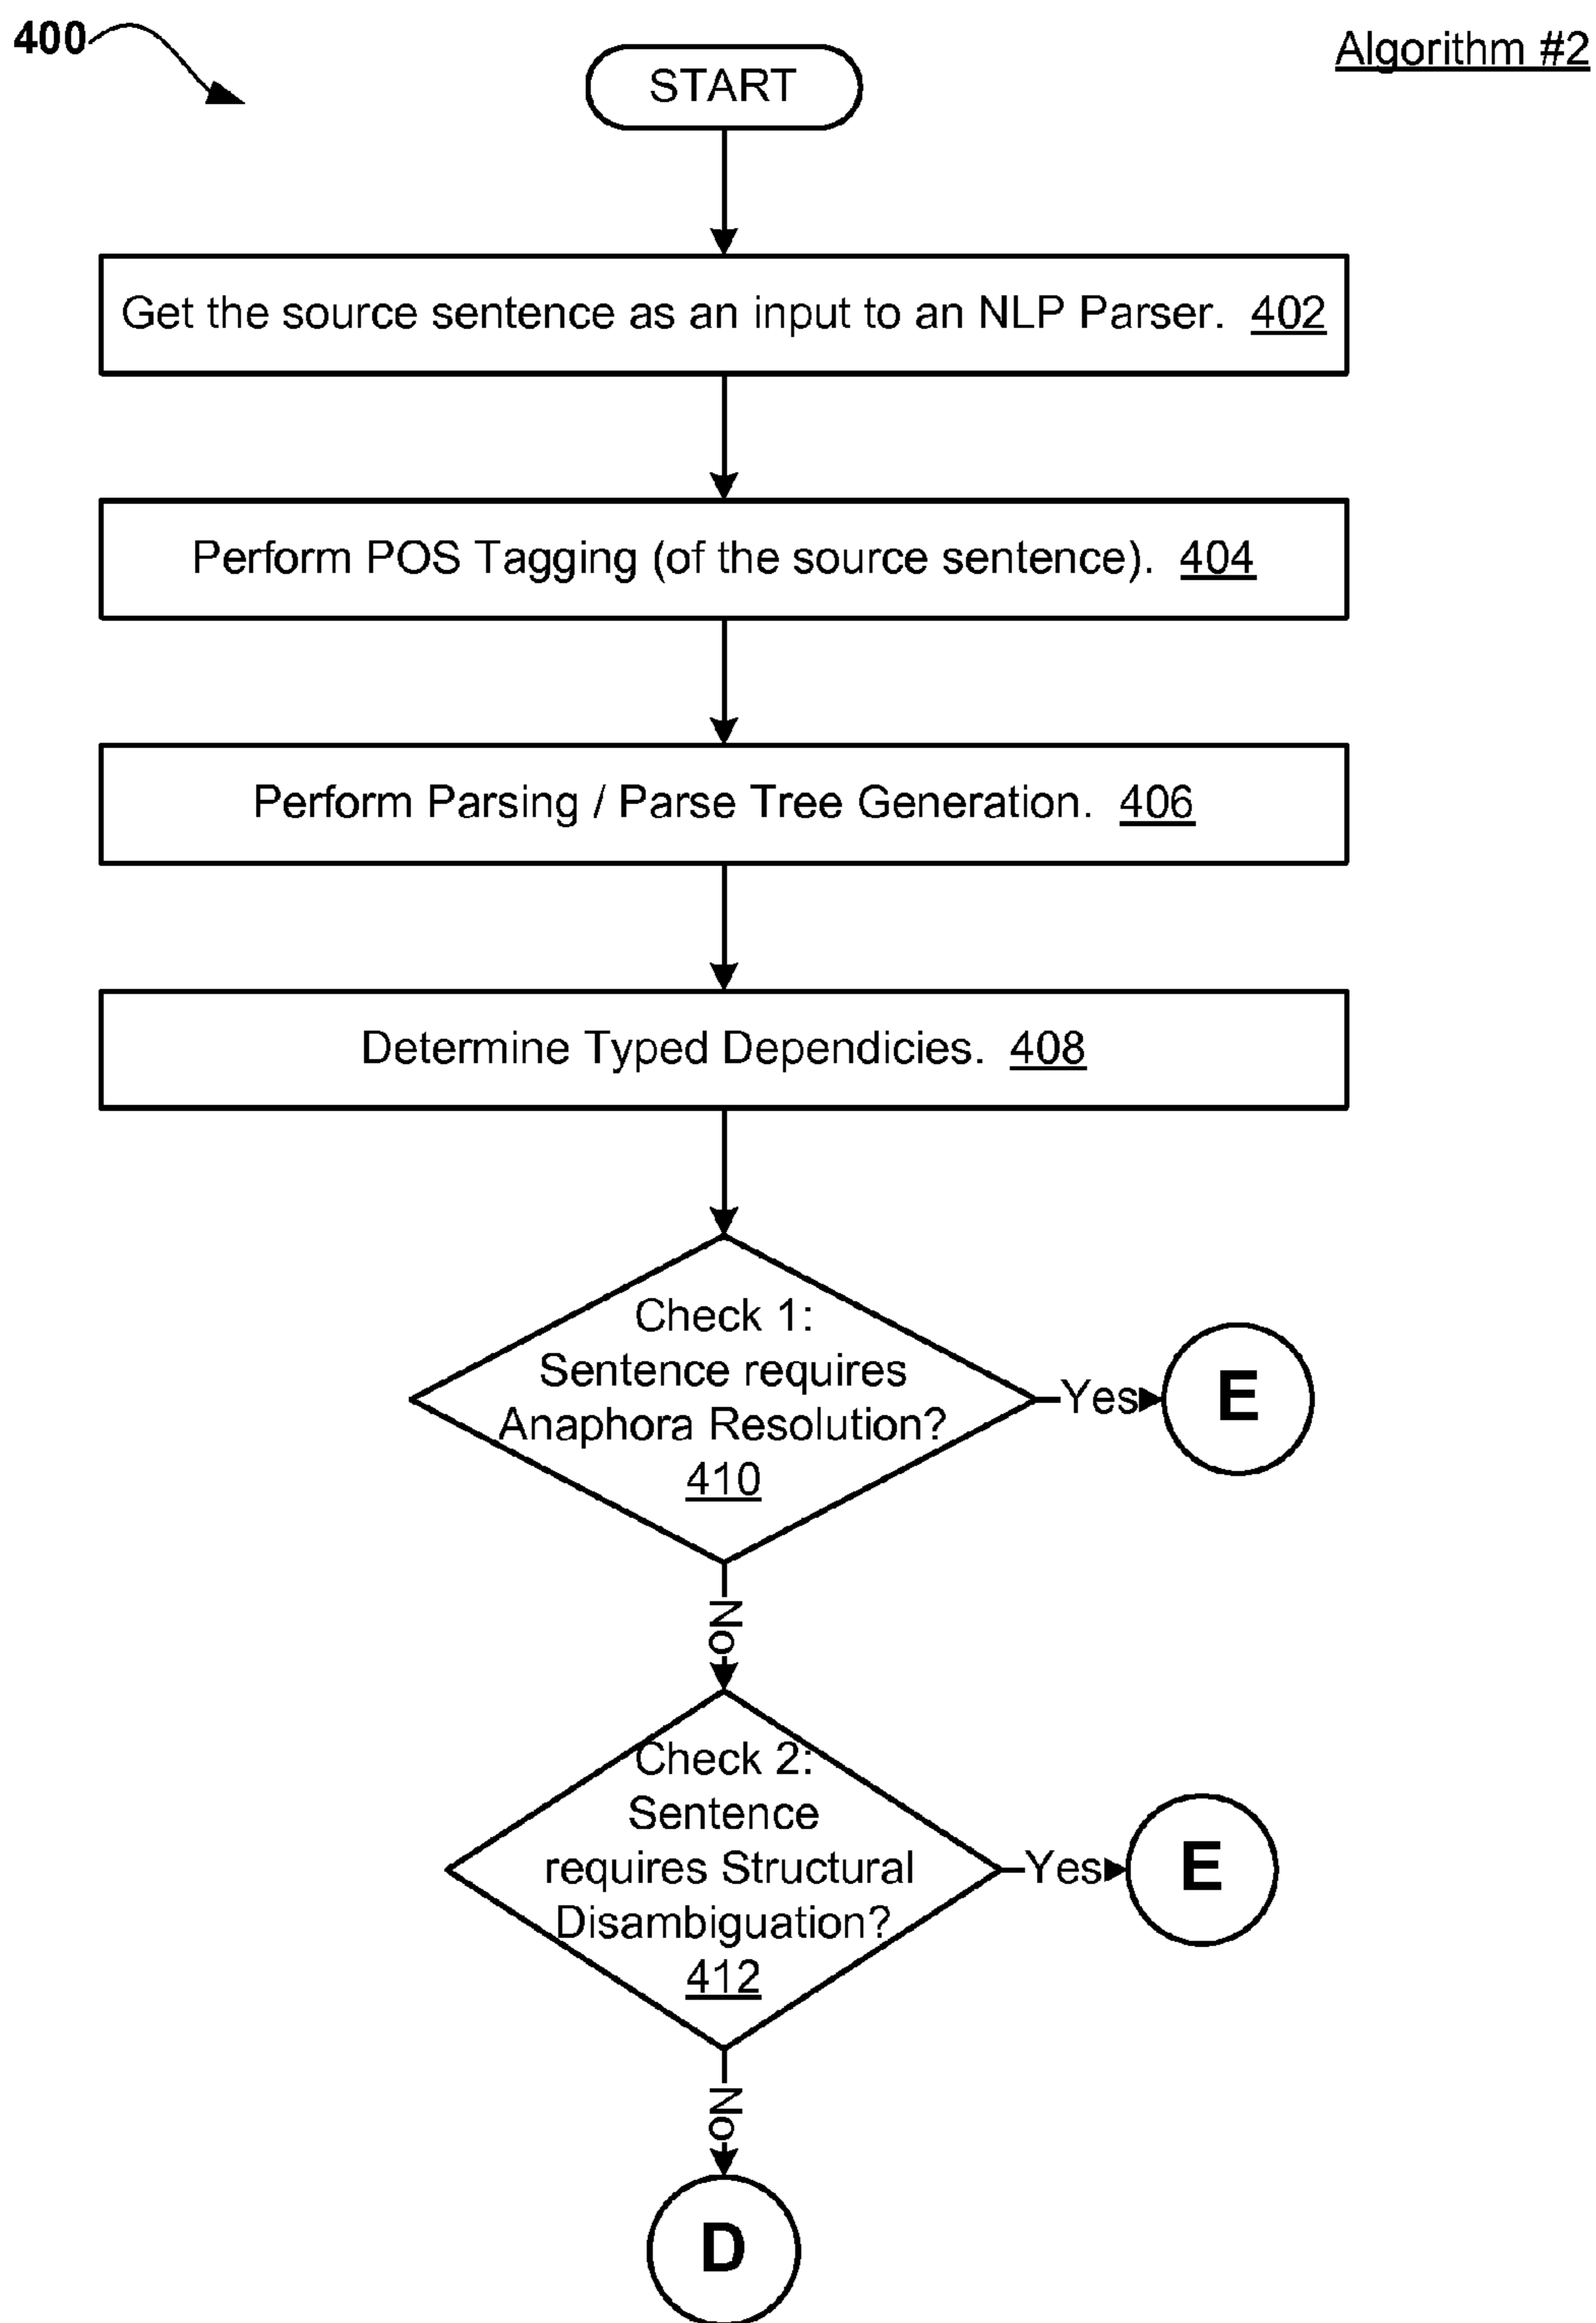 400
Algorithm #2
START
Get the source sentence as an input to an NLP Parser. 402
Perform POS Tagging (of the source sentence). 404
Perform Parsing / Parse Tree Generation. 406
Determine Typed Dependicies. 408
Check 1:
Sentence requires
Anaphora Resolution?
410
Yes
E
No
Check 2:
Sentence
requires Structural
Disambiguation?
412
Yes
E
No
D